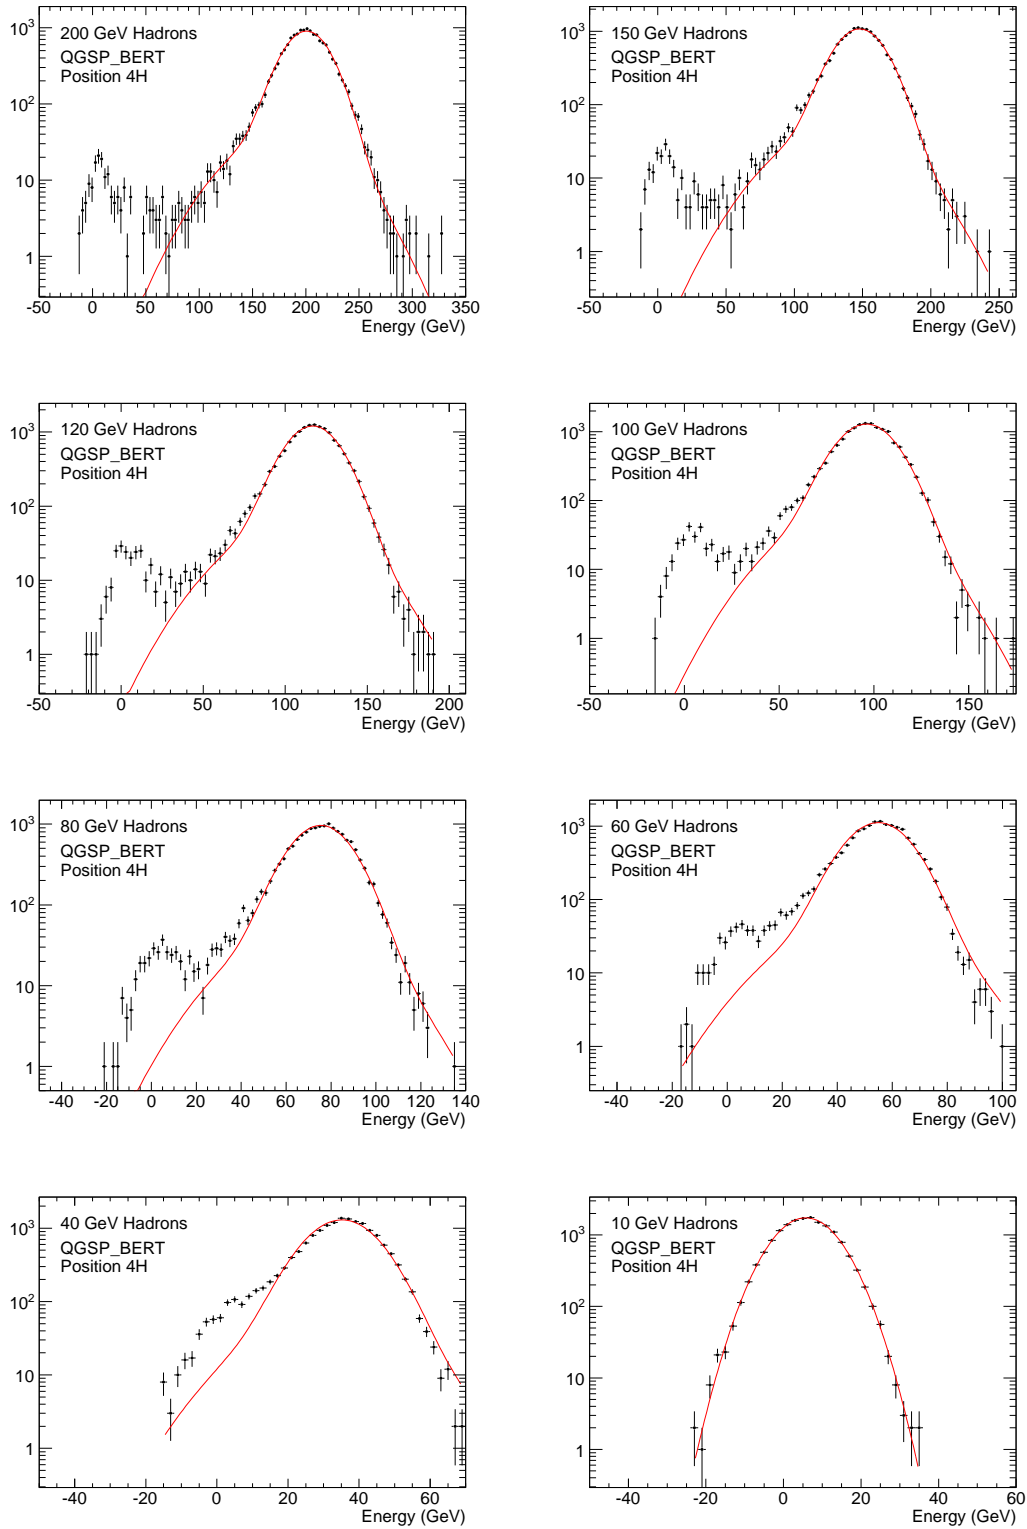 10³
10²
10
1
200 GeV Hadrons
QGSP_BERT
Position 4H
-50 0 50 100 150 200 250 300 350
Energy (GeV)
10³
10²
10
1
150 GeV Hadrons
QGSP_BERT
Position 4H
-50 0 50 100 150 200 250
Energy (GeV)
10³
10²
10
1
120 GeV Hadrons
QGSP_BERT
Position 4H
-50 0 50 100 150 200
Energy (GeV)
10³
10²
10
1
100 GeV Hadrons
QGSP_BERT
Position 4H
-50 0 50 100 150
Energy (GeV)
10³
10²
10
1
80 GeV Hadrons
QGSP_BERT
Position 4H
-40 -20 0 20 40 60 80 100 120 140
Energy (GeV)
10³
10²
10
1
60 GeV Hadrons
QGSP_BERT
Position 4H
-40 -20 0 20 40 60 80 100
Energy (GeV)
10³
10²
10
1
40 GeV Hadrons
QGSP_BERT
Position 4H
-40 -20 0 20 40 60
Energy (GeV)
10³
10²
10
1
10 GeV Hadrons
QGSP_BERT
Position 4H
-40 -20 0 20 40 60
Energy (GeV)